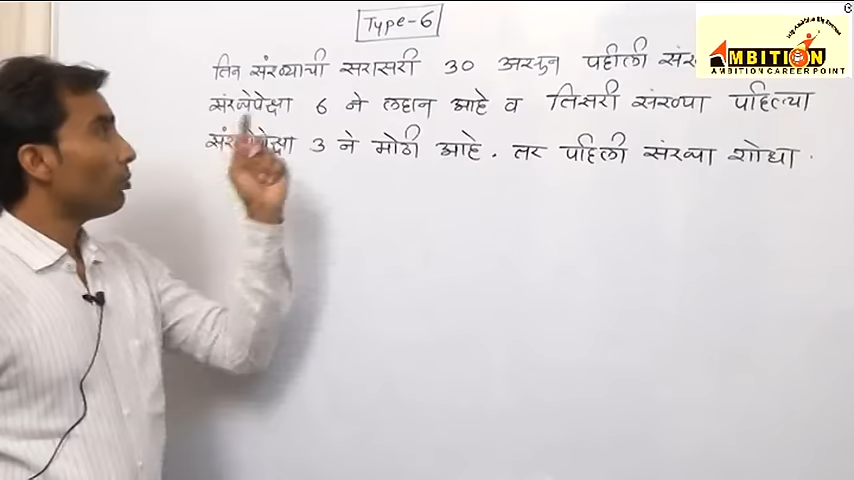 Type-6
तिन संख्याची सरासरी 30 असून पहीली
संख्येपेक्षा 6 ने लहान आहे व तिसरी संख्या पहिल्या
संख्येपेक्षा 3 ने मोठी आहे. तर पहिली संख्या शोधा.
AMBITION
AMBITION CAREER POINT